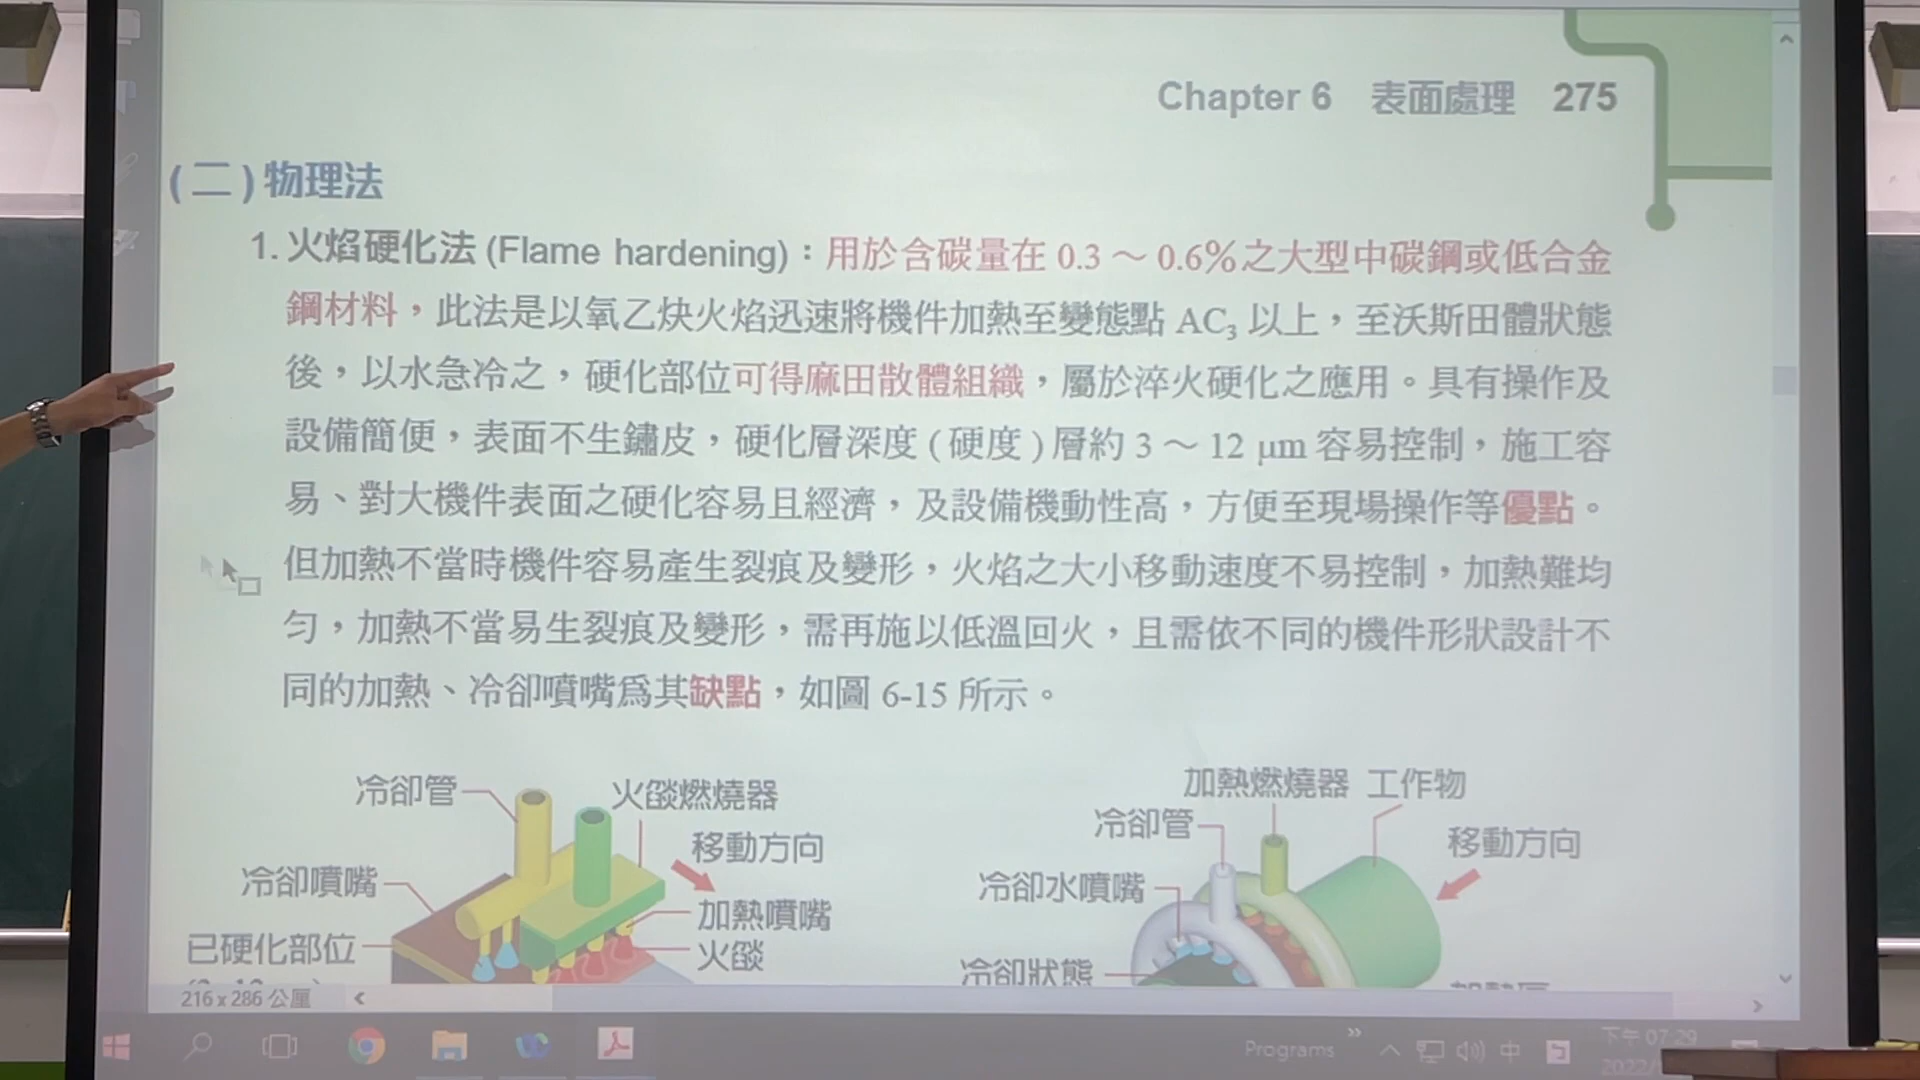 Chapter 6 表面處理 275
(二)物理法
1. 火焰硬化法 (Flame hardening)：用於含碳量在 0.3～0.6%之大型中碳鋼或低合金
鋼材料，此法是以氧乙炔火焰迅速將機件加熱至變態點 AC₃ 以上，至沃斯田體狀態
後，以水急冷之，硬化部位可得麻田散體組織，屬於淬火硬化之應用。具有操作及
設備簡便，表面不生鏽皮，硬化層深度(硬度)層約 3～12 μm 容易控制，施工容
易、對大機件表面之硬化容易且經濟，及設備機動性高，方便至現場操作等優點。
但加熱不當時機件容易產生裂痕及變形，火焰之大小移動速度不易控制，加熱難均
勻，加熱不當易生裂痕及變形，需再施以低溫回火，且需依不同的機件形狀設計不
同的加熱、冷卻噴嘴爲其缺點，如圖 6-15 所示。
冷卻管
火燄燃燒器
移動方向
冷卻噴嘴
加熱噴嘴
已硬化部位
火燄
加熱燃燒器
工作物
冷卻管
移動方向
冷卻水噴嘴
冷卻狀態
216 x 286 公厘
Programs
中
下午 07:29